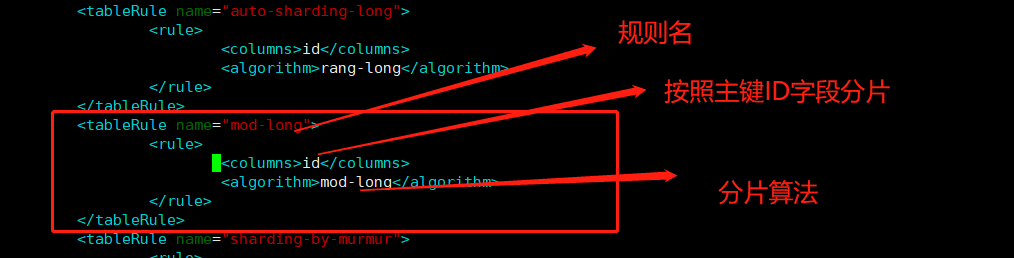 <tableRule name="auto-sharding-long">
<rule>
<columns>id</columns>
<algorithm>rang-long</algorithm>
</rule>
</tableRule>
<tableRule name="mod-long">
<rule>
<columns>id</columns>
<algorithm>mod-long</algorithm>
</rule>
</tableRule>
<tableRule name="sharding-by-murmur">
<rule>
规则名
按照主键ID字段分片
分片算法